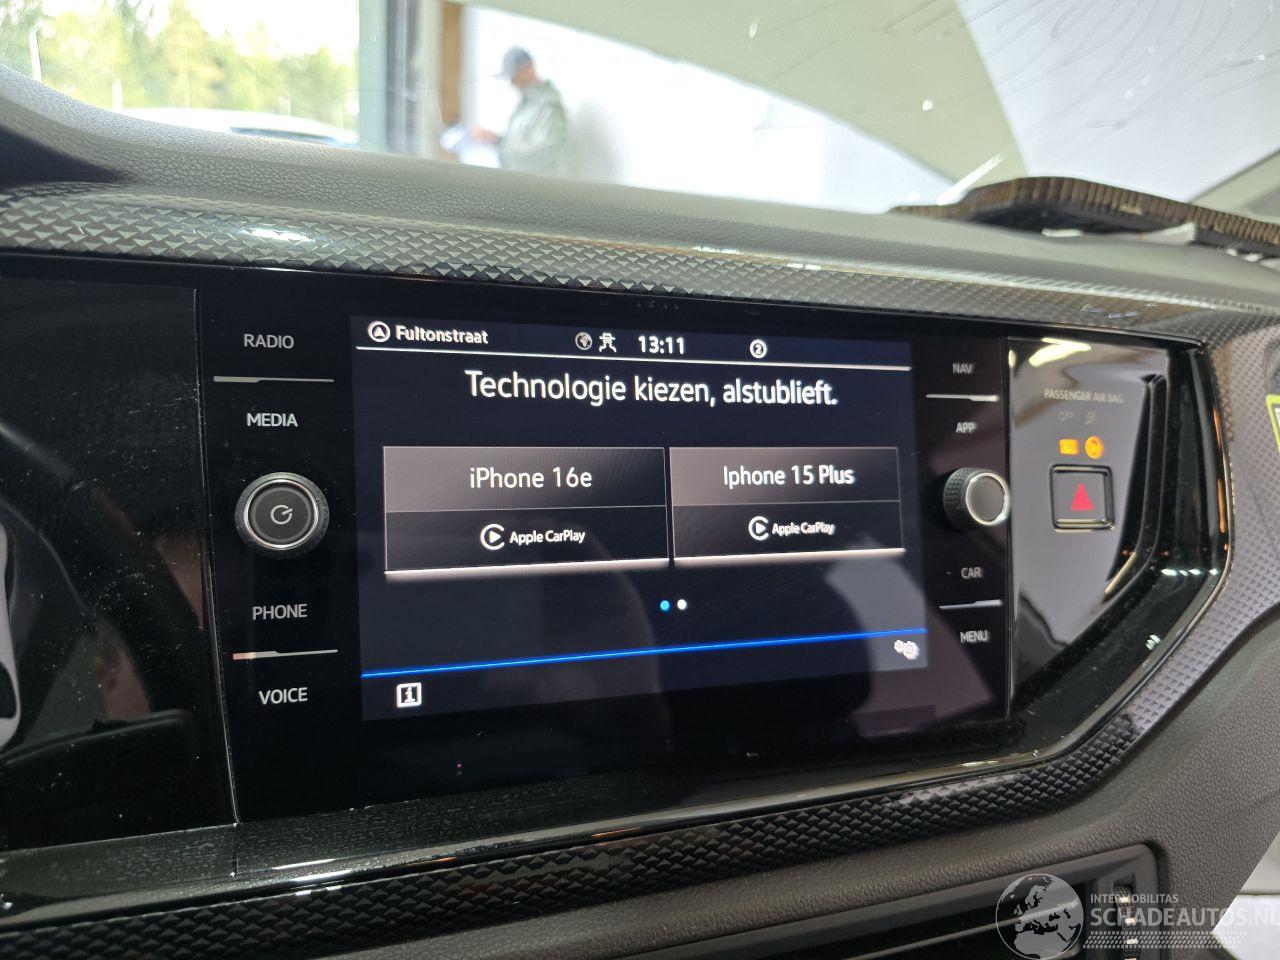 Fultonstraat
13:11
2
RADIO
MEDIA
PHONE
VOICE
Technologie kiezen, alstublieft.
iPhone 16e
Apple CarPlay
Iphone 15 Plus
Apple CarPlay
NAV
APP
CAR
MENU
PASSENGER AIR BAG
INTERMOBILITAS
SCHADEAUTOS.NL